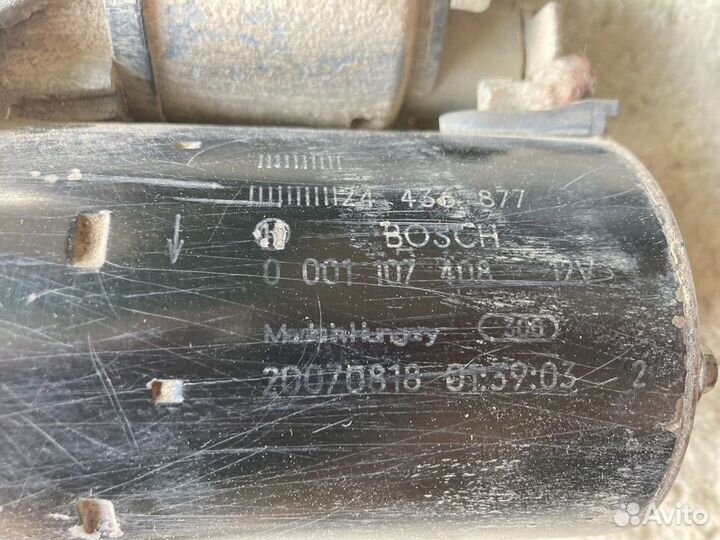 24 436 877
BOSCH
0 001 107 408 12V
Made in Hungary
20070818 01:39:03 2
Avito